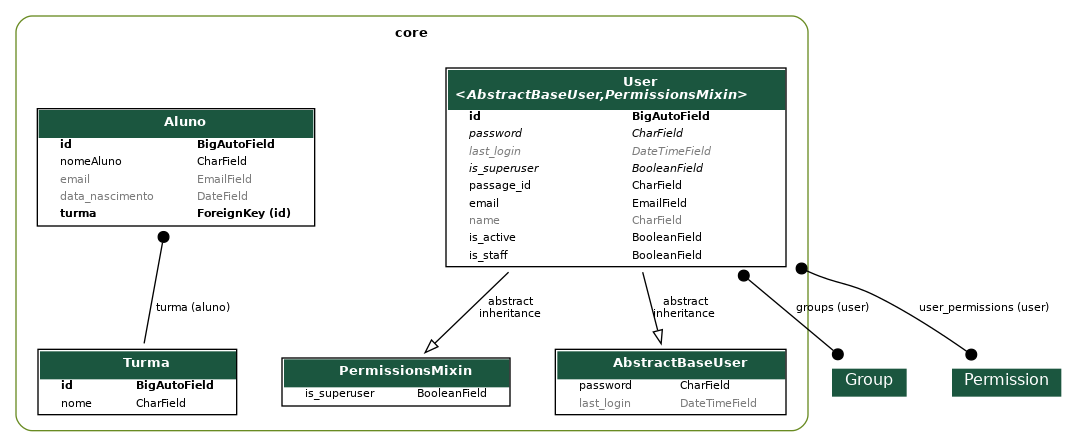 core
User
<AbstractBaseUser,PermissionsMixin>
id BigAutoField
password CharField
last_login DateTimeField
is_superuser BooleanField
passage_id CharField
email EmailField
name CharField
is_active BooleanField
is_staff BooleanField
Aluno
id BigAutoField
nomeAluno CharField
email EmailField
data_nascimento DateField
turma ForeignKey (id)
turma (aluno)
abstract
inheritance
abstract
inheritance
groups (user)
user_permissions (user)
Turma
id BigAutoField
nome CharField
PermissionsMixin
is_superuser BooleanField
AbstractBaseUser
password CharField
last_login DateTimeField
Group
Permission